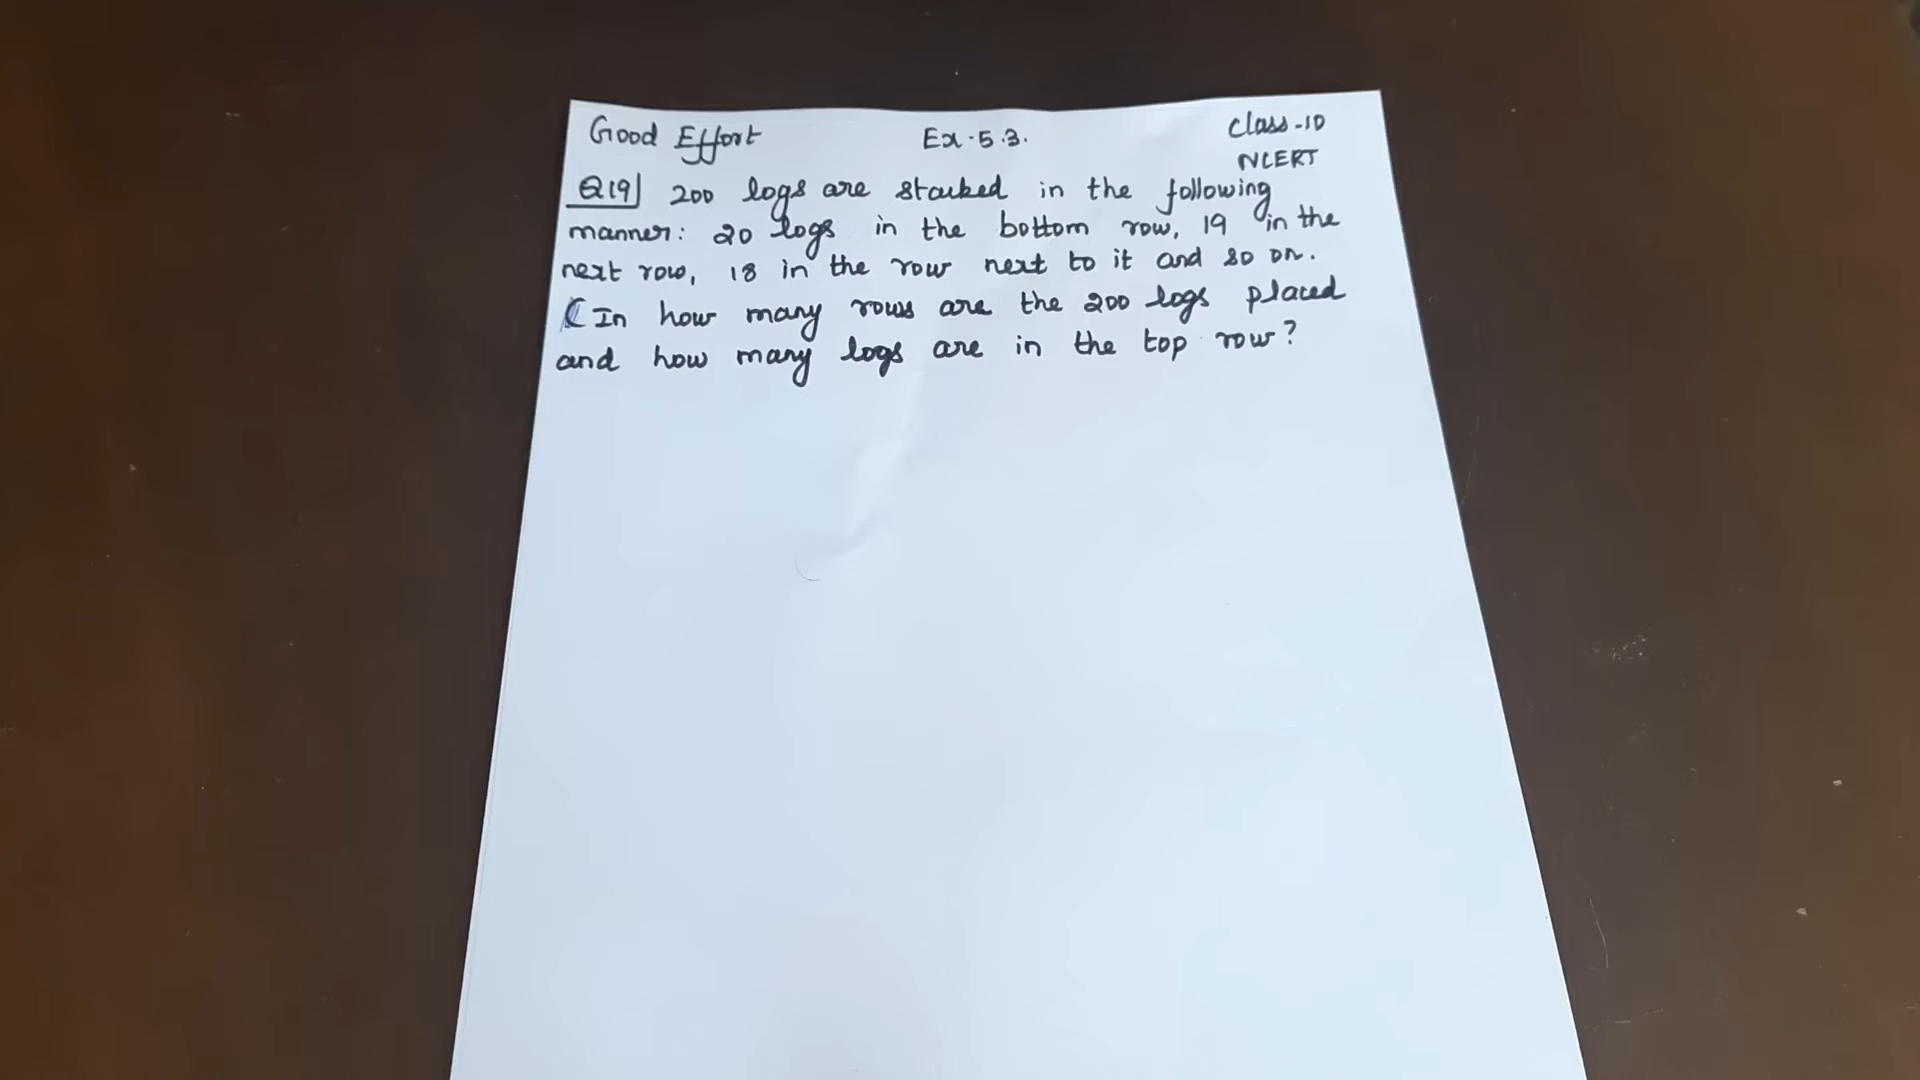 Good Effort Ex-5.3. Class-10
NCERT
Q19 200 logs are stacked in the following
manner: 20 logs in the bottom row, 19 in the
next row, 18 in the row next to it and so on.
(In how many rows are the 200 logs placed
and how many logs are in the top row?